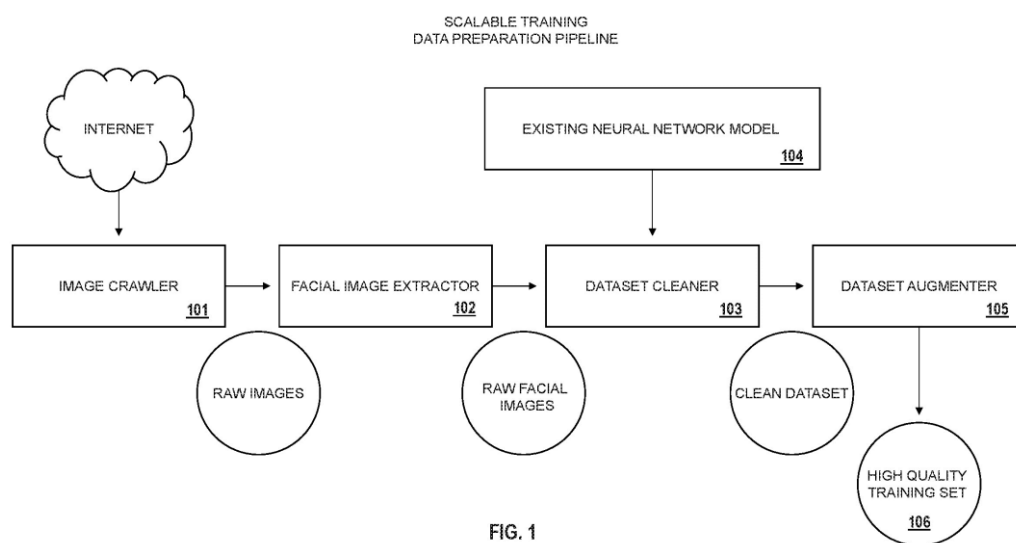 SCALABLE TRAINING
DATA PREPARATION PIPELINE
INTERNET
EXISTING NEURAL NETWORK MODEL
104
IMAGE CRAWLER
101
FACIAL IMAGE EXTRACTOR
102
DATASET CLEANER
103
DATASET AUGMENTER
105
RAW IMAGES
RAW FACIAL
IMAGES
CLEAN DATASET
HIGH QUALITY
TRAINING SET
106
FIG. 1